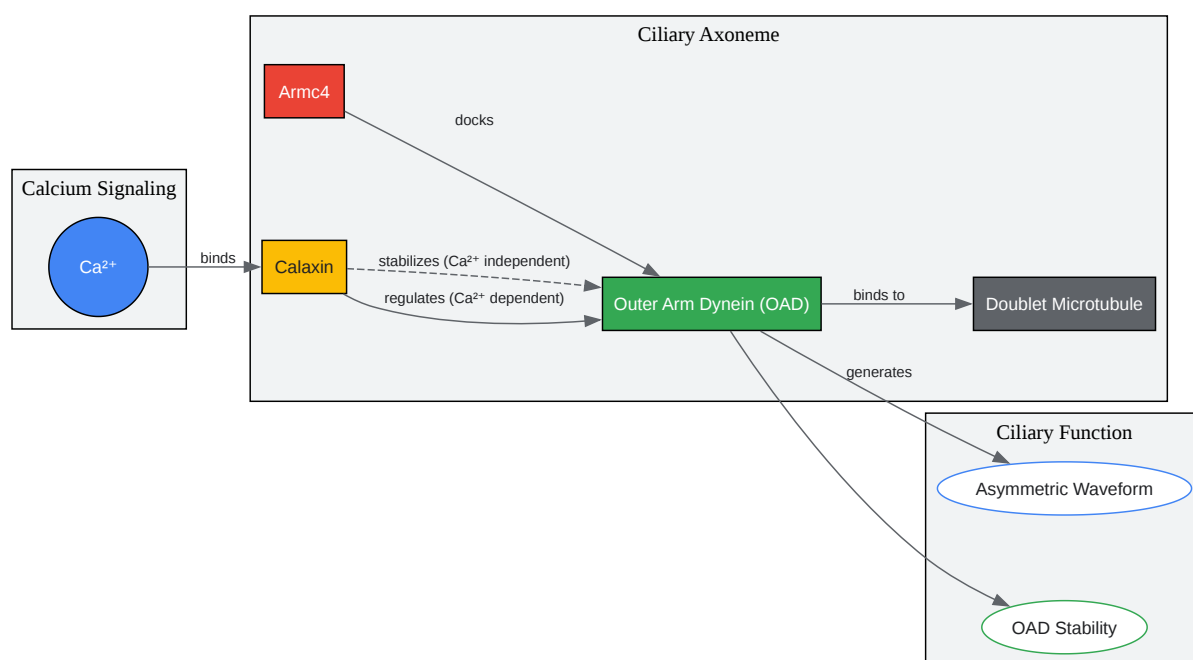 Ciliary Axoneme
Armc4
docks
Calcium Signaling
Ca²⁺
binds
Calaxin
stabilizes (Ca²⁺ independent)
regulates (Ca²⁺ dependent)
Outer Arm Dynein (OAD)
binds to
Doublet Microtubule
generates
Ciliary Function
Asymmetric Waveform
OAD Stability